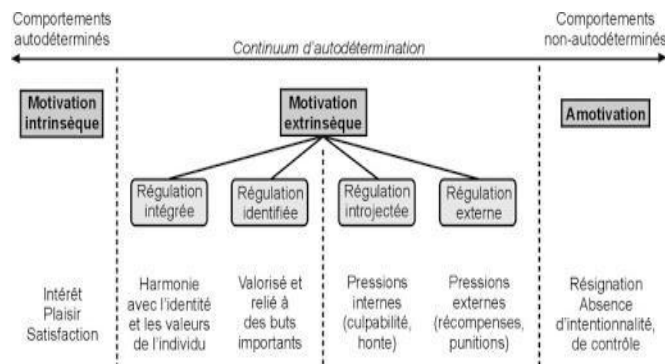 Comportements
autodéterminés
Continuum d'autodétermination
Comportements
non-autodéterminés
Motivation
intrinsèque
Motivation
extrinsèque
Amotivation
Régulation
intégrée
Régulation
identifiée
Régulation
introjectée
Régulation
externe
Intérêt
Plaisir
Satisfaction
Harmonie
avec l'identité
et les valeurs
de l'individu
Valorisé et
relié à
des buts
importants
Pressions
internes
(culpabilité,
honte)
Pressions
externes
(récompenses,
punitions)
Résignation
Absence
d'intentionnalité,
de contrôle